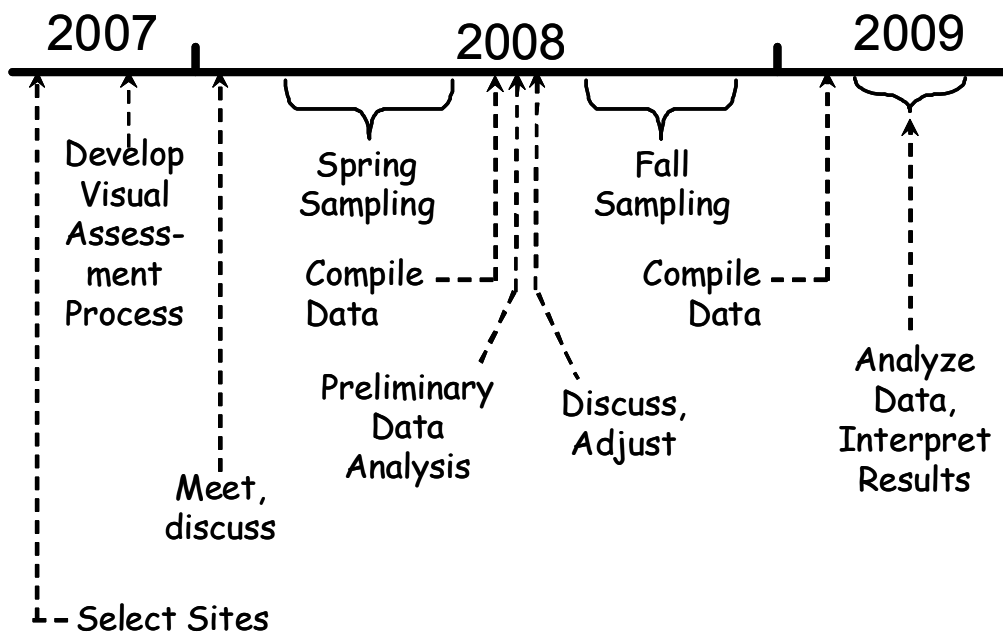 2007
2008
2009
Develop
Visual
Assess-
ment
Process
Spring
Sampling
Fall
Sampling
Compile
Data
Compile
Data
Preliminary
Data
Analysis
Discuss,
Adjust
Analyze
Data,
Interpret
Results
Meet,
discuss
Select Sites